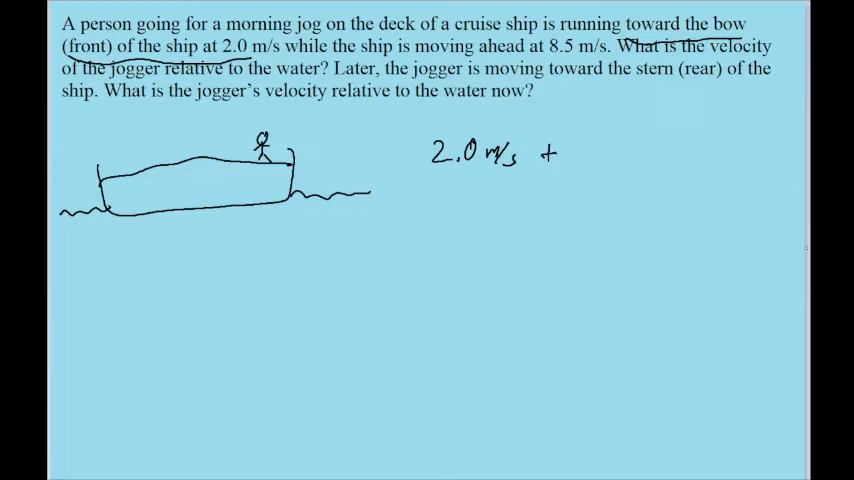 A person going for a morning jog on the deck of a cruise ship is running toward the bow
(front) of the ship at 2.0 m/s while the ship is moving ahead at 8.5 m/s. What is the velocity
of the jogger relative to the water? Later, the jogger is moving toward the stern (rear) of the
ship. What is the jogger's velocity relative to the water now?
2.0 m/s +